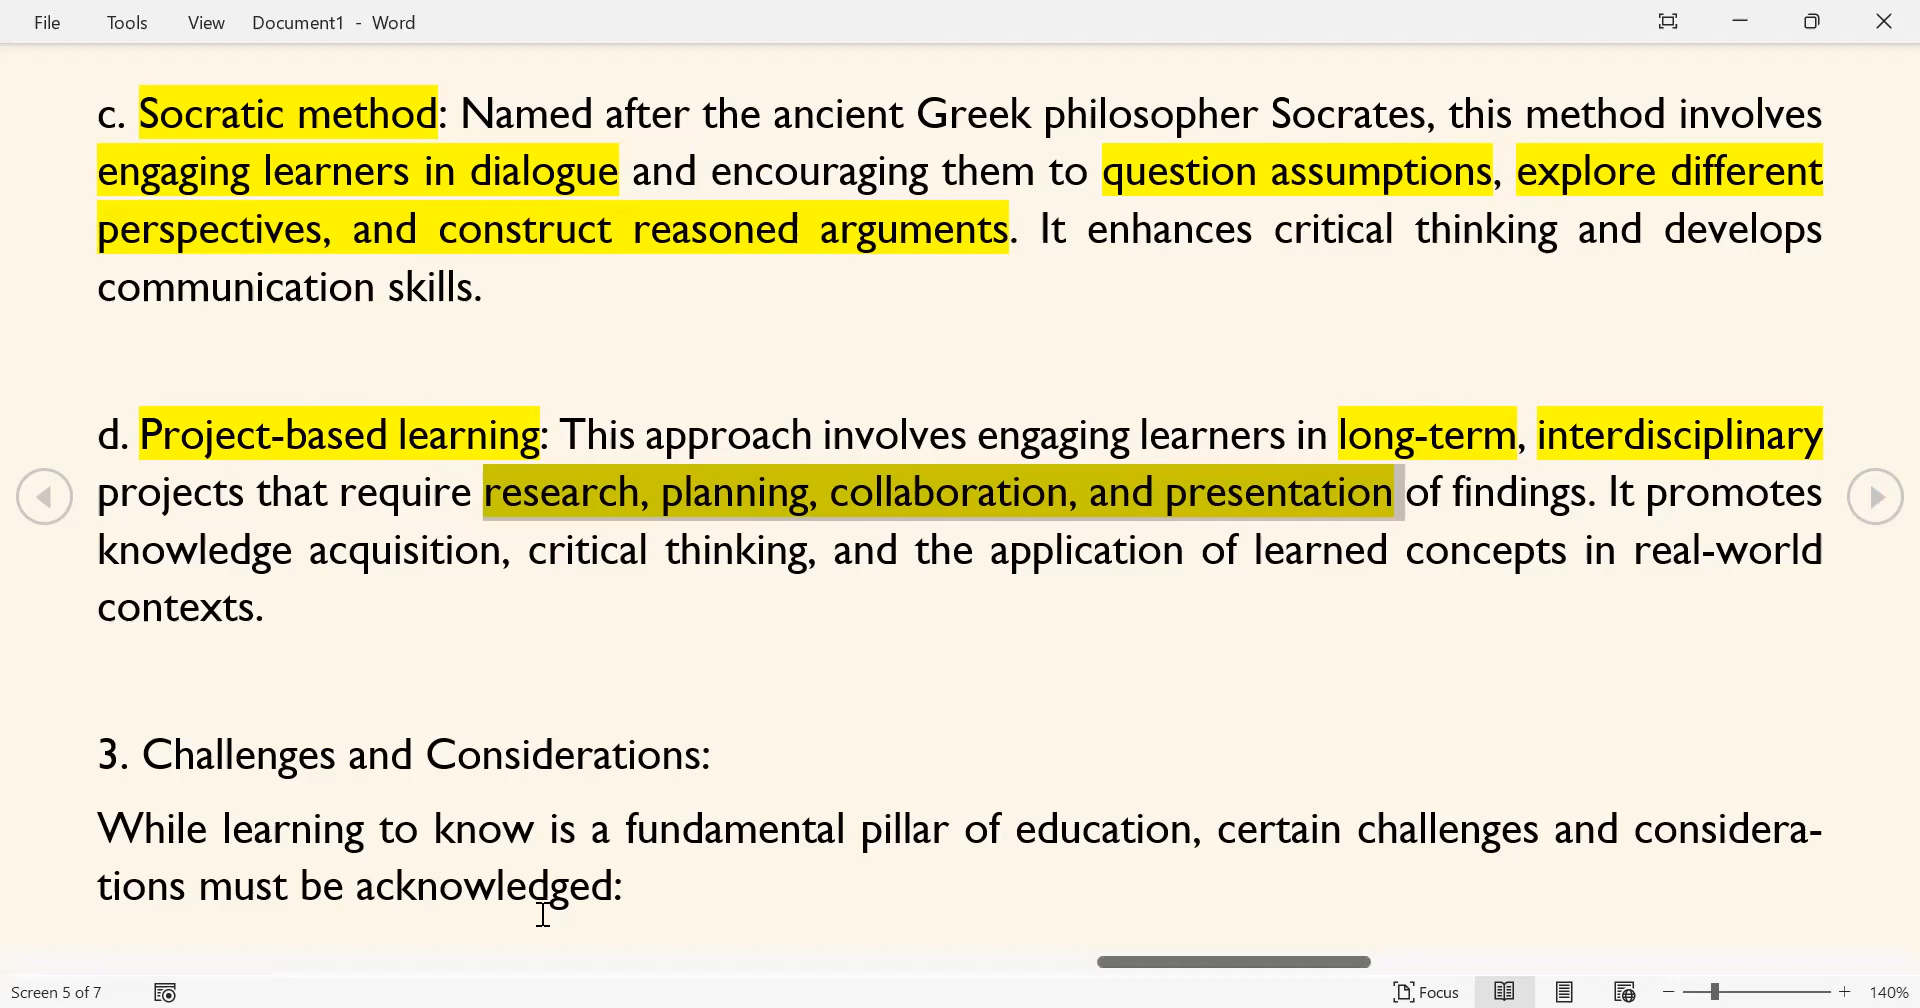 File Tools View Document1 - Word
c. Socratic method: Named after the ancient Greek philosopher Socrates, this method involves
engaging learners in dialogue and encouraging them to question assumptions, explore different
perspectives, and construct reasoned arguments. It enhances critical thinking and develops
communication skills.
d. Project-based learning: This approach involves engaging learners in long-term, interdisciplinary
projects that require research, planning, collaboration, and presentation of findings. It promotes
knowledge acquisition, critical thinking, and the application of learned concepts in real-world
contexts.
3. Challenges and Considerations:
While learning to know is a fundamental pillar of education, certain challenges and considera-
tions must be acknowledged:
Screen 5 of 7 Focus 140%